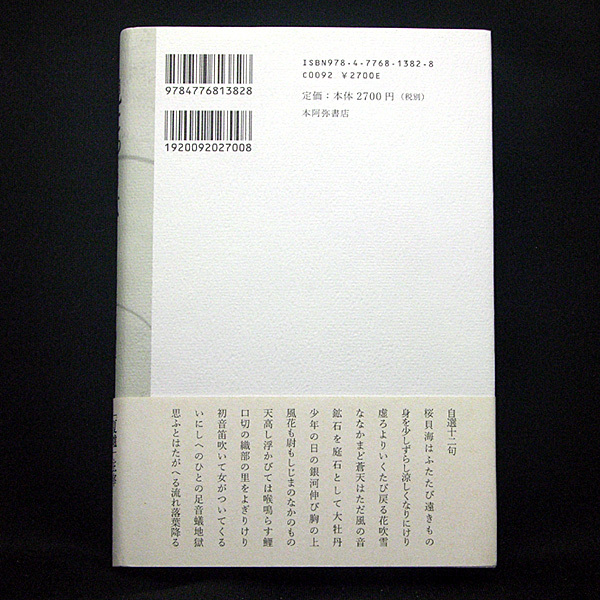 ISBN978-4-7768-1382-8
C0092 ¥2700E
定価：本体2700円（税別）
本阿弥書店
9784776813828
1920092027008
自選十二句
桜貝海はふたたび遠きもの
身を少しずらし涼しくなりにけり
虚ろよりいくたび戻る花吹雪
ななかまど蒼天はただ風の音
鉱石を庭石として大牡丹
少年の日の銀河伸び胸の上
風花も尉もしじまのなかのもの
天高し浮かびては喉鳴らす鯉
口切の織部の里をよぎりけり
初音笛吹いて女がついてくる
いにしへのひとの足音蟻地獄
思ふとはたがへる流れ落葉降る